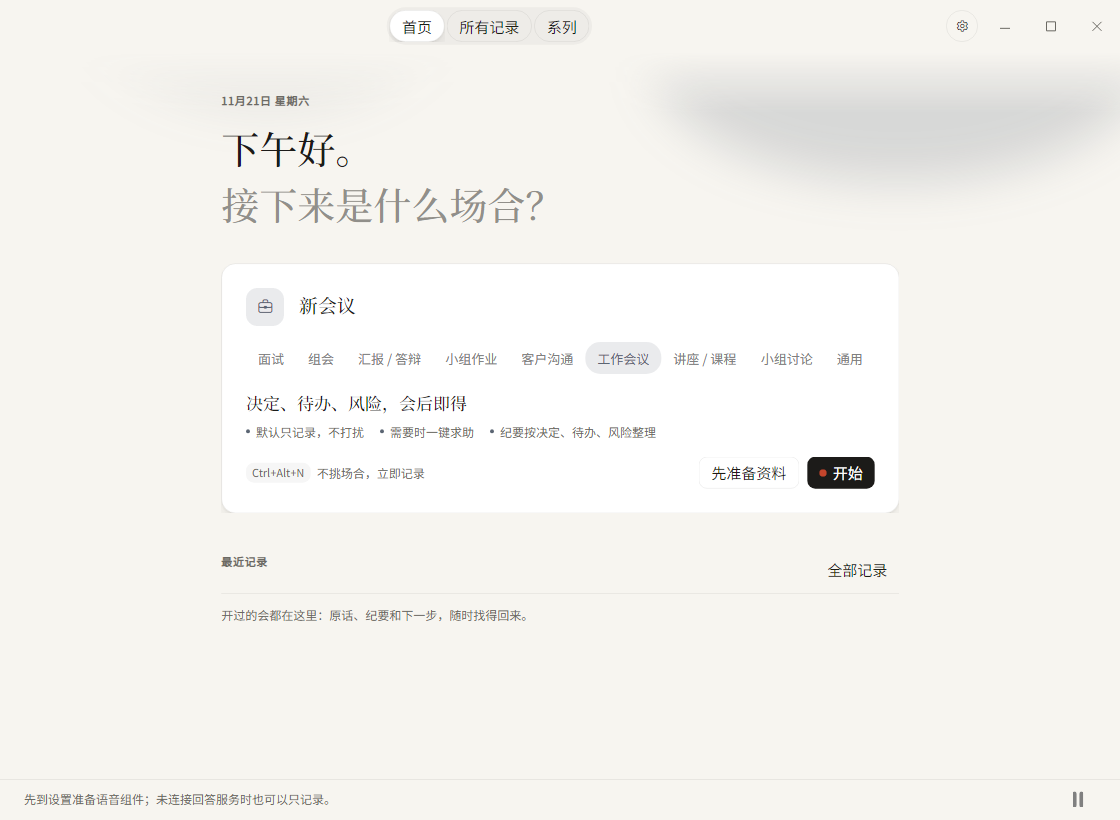 首页 所有记录 系列
11月21日 星期六
下午好。
接下来是什么场合?
新会议
面试 组会 汇报 / 答辩 小组作业 客户沟通 工作会议 讲座 / 课程 小组讨论 通用
决定、待办、风险，会后即得
• 默认只记录，不打扰 • 需要时一键求助 • 纪要按决定、待办、风险整理
Ctrl+Alt+N 不挑场合，立即记录 先准备资料 开始
最近记录
全部记录
开过的会都在这里：原话、纪要和下一步，随时找得回来。
先到设置准备语音组件；未连接回答服务时也可以只记录。